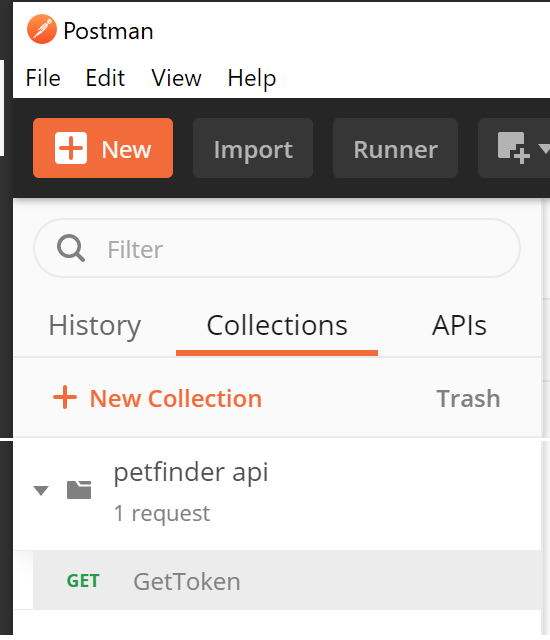 Postman
File Edit View Help
New Import Runner
Filter
History Collections APIs
New Collection Trash
petfinder api
1 request
GET GetToken